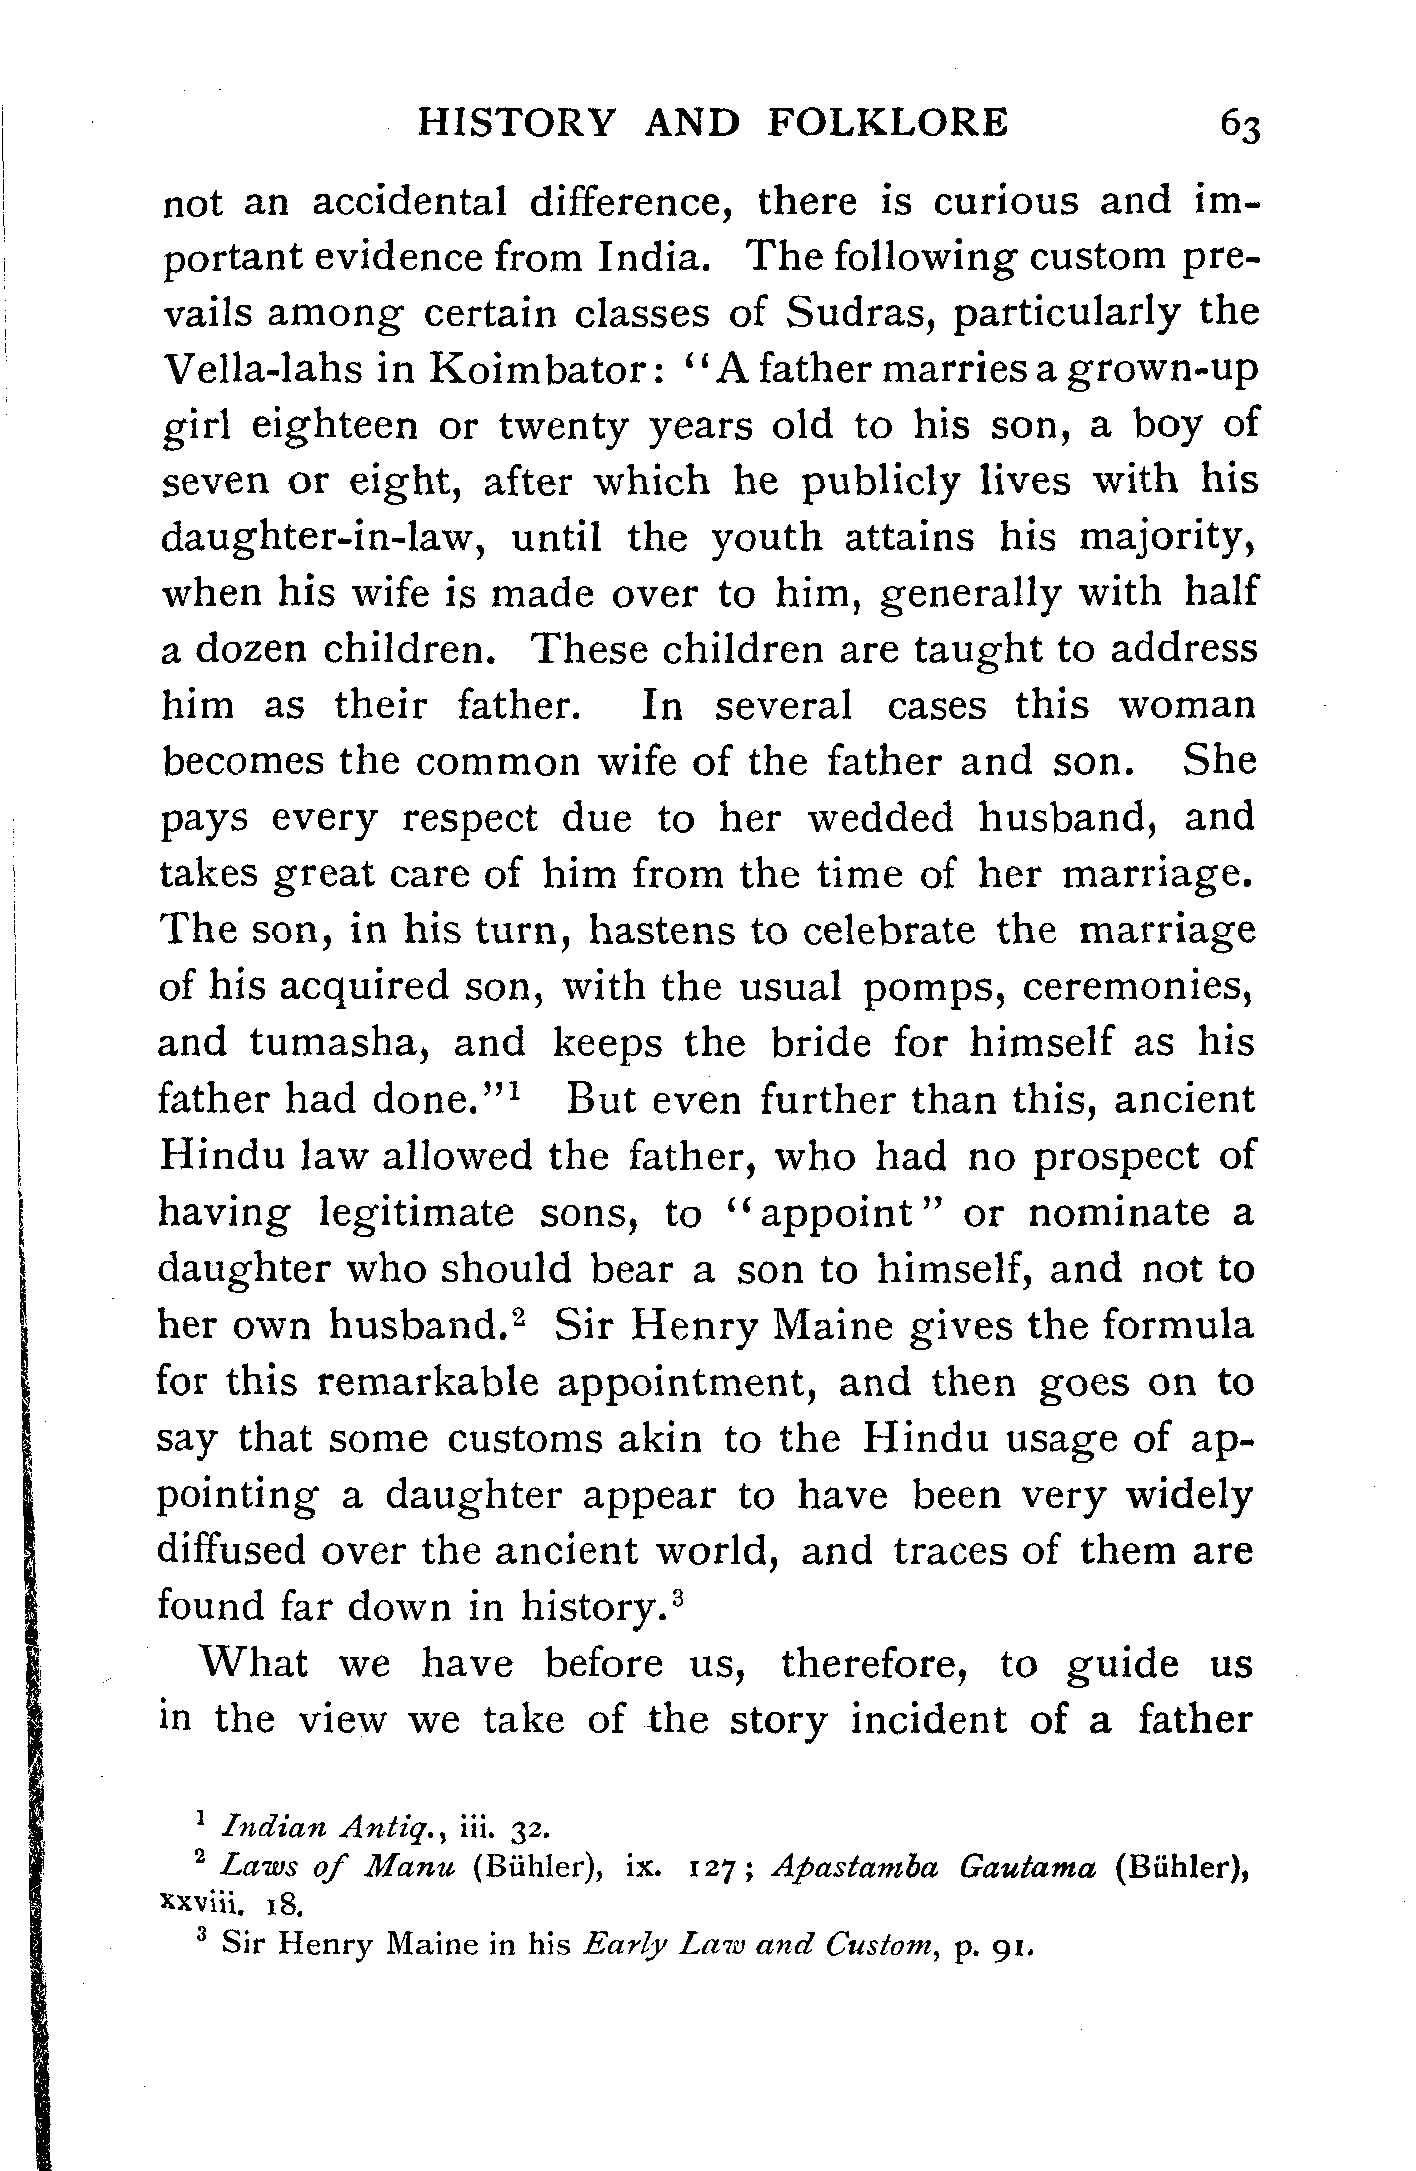 HISTORY AND FOLKLORE 63
not an accidental difference, there is curious and im-
portant evidence from India. The following custom pre-
vails among certain classes of Sudras, particularly the
Vella-lahs in Koimbator: “A father marries a grown-up
girl eighteen or twenty years old to his son, a boy of
seven or eight, after which he publicly lives with his
daughter-in-law, until the youth attains his majority,
when his wife is made over to him, generally with half
a dozen children. These children are taught to address
him as their father. In several cases this woman
becomes the common wife of the father and son. She
pays every respect due to her wedded husband, and
takes great care of him from the time of her marriage.
The son, in his turn, hastens to celebrate the marriage
of his acquired son, with the usual pomps, ceremonies,
and tumasha, and keeps the bride for himself as his
father had done.”¹ But even further than this, ancient
Hindu law allowed the father, who had no prospect of
having legitimate sons, to “appoint” or nominate a
daughter who should bear a son to himself, and not to
her own husband.² Sir Henry Maine gives the formula
for this remarkable appointment, and then goes on to
say that some customs akin to the Hindu usage of ap-
pointing a daughter appear to have been very widely
diffused over the ancient world, and traces of them are
found far down in history.³
What we have before us, therefore, to guide us
in the view we take of the story incident of a father
¹ Indian Antiq., iii. 32.
² Laws of Manu (Bühler), ix. 127; Apastamba Gautama (Bühler),
xxviii. 18.
³ Sir Henry Maine in his Early Law and Custom, p. 91.